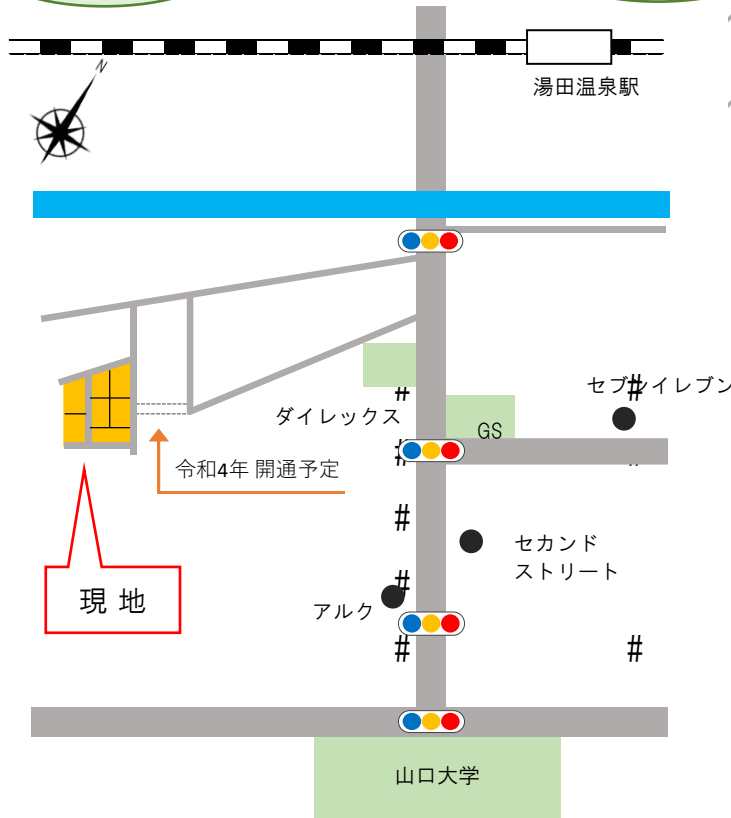 湯田温泉駅
N
セブンイレブン
#
#
ダイレックス
GS
#
令和4年 開通予定
#
セカンド
ストリート
#
現 地
アルク
#
#
山口大学